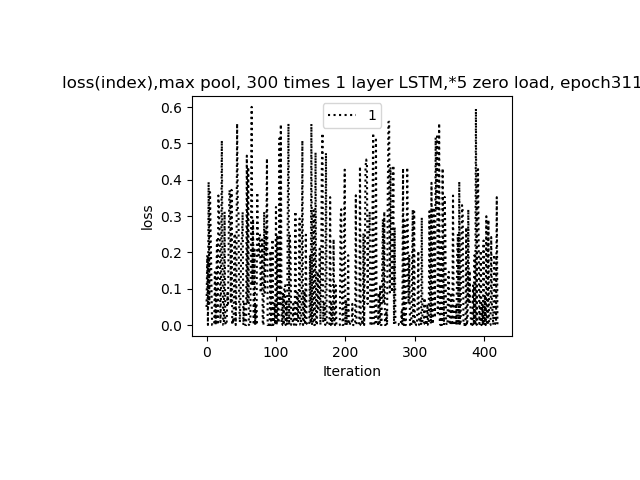 loss(index),max pool, 300 times 1 layer LSTM,*5 zero load, epoch311
1
0.6
0.5
0.4
0.3
0.2
0.1
0.0
loss
0 100 200 300 400
Iteration